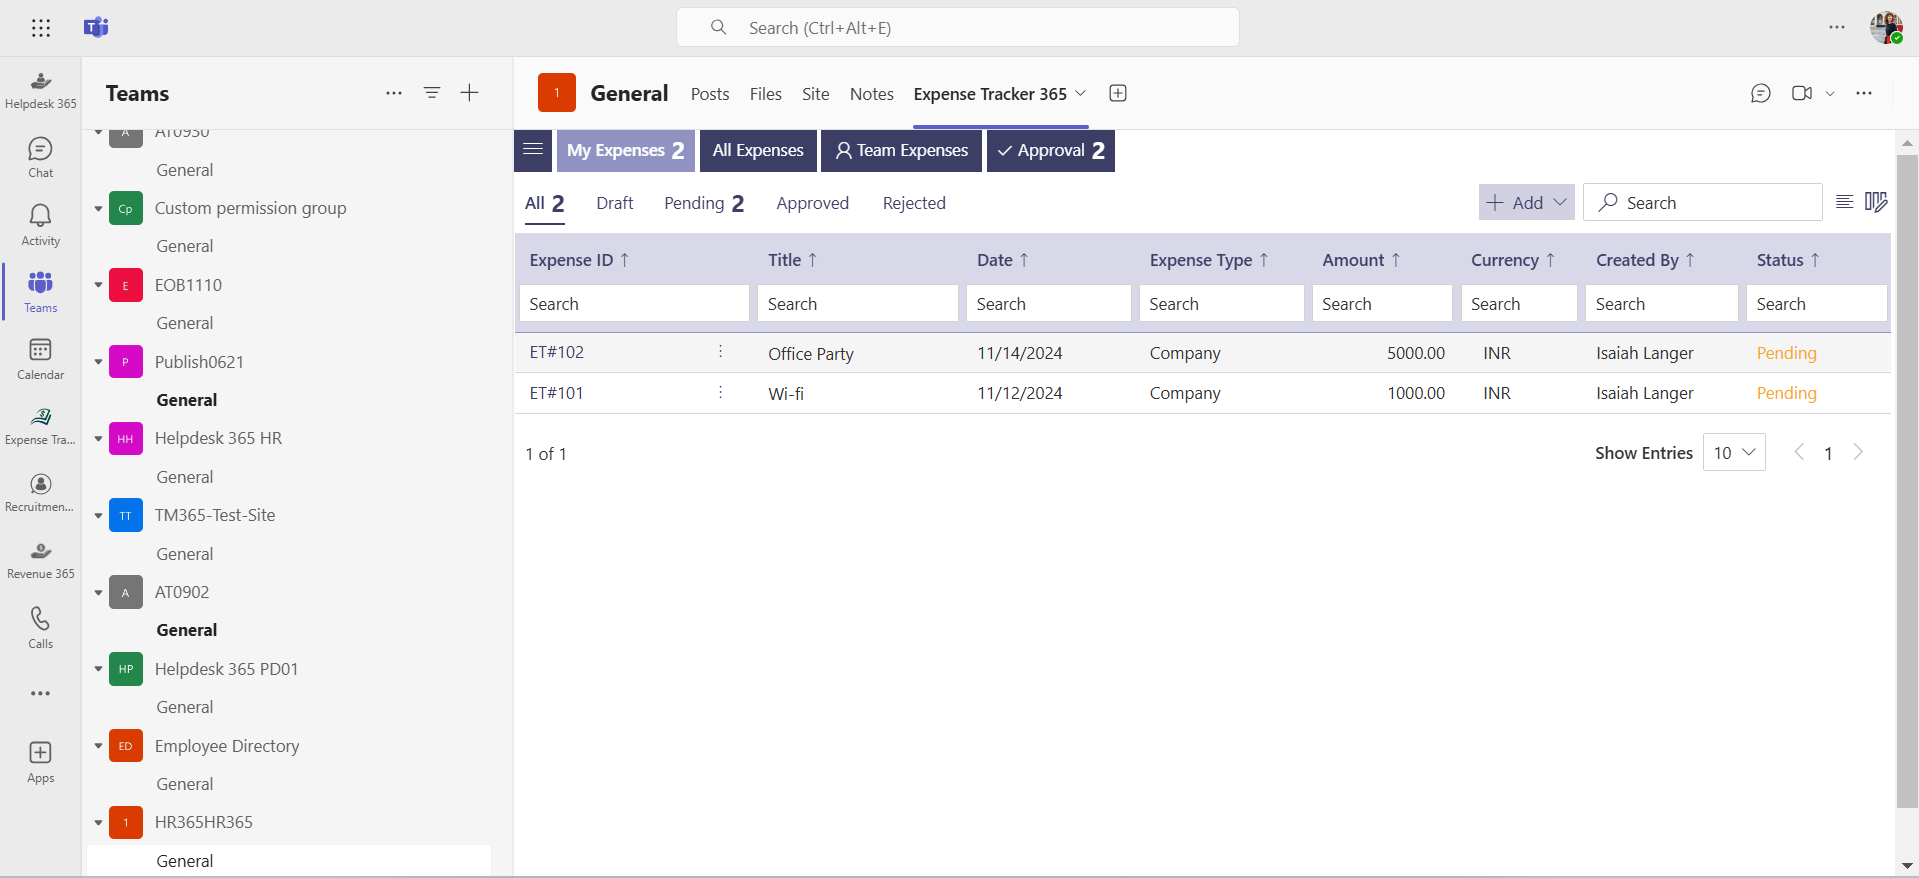 Search (Ctrl+Alt+E)
Helpdesk 365
Chat
Activity
Teams
Calendar
Expense Tra...
Recruitmen...
Revenue 365
Calls
Apps
Teams
A AT0930
General
Cp Custom permission group
General
E EOB1110
General
P Publish0621
General
HH Helpdesk 365 HR
General
TT TM365-Test-Site
General
A AT0902
General
HP Helpdesk 365 PD01
General
ED Employee Directory
General
1 HR365HR365
General
1 General Posts Files Site Notes Expense Tracker 365
My Expenses 2 All Expenses Team Expenses Approval 2
All 2 Draft Pending 2 Approved Rejected Add Search
Expense ID ↑ Title ↑ Date ↑ Expense Type ↑ Amount ↑ Currency ↑ Created By ↑ Status ↑
Search Search Search Search Search Search Search Search
ET#102 Office Party 11/14/2024 Company 5000.00 INR Isaiah Langer Pending
ET#101 Wi-fi 11/12/2024 Company 1000.00 INR Isaiah Langer Pending
1 of 1 Show Entries 10 1